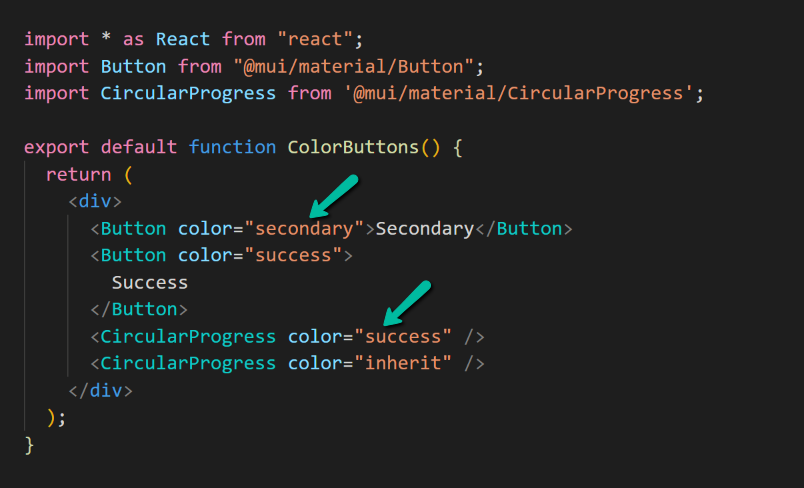 import * as React from "react";
import Button from "@mui/material/Button";
import CircularProgress from '@mui/material/CircularProgress';
export default function ColorButtons() {
return (
<div>
<Button color="secondary">Secondary</Button>
<Button color="success">
Success
</Button>
<CircularProgress color="success" />
<CircularProgress color="inherit" />
</div>
);
}